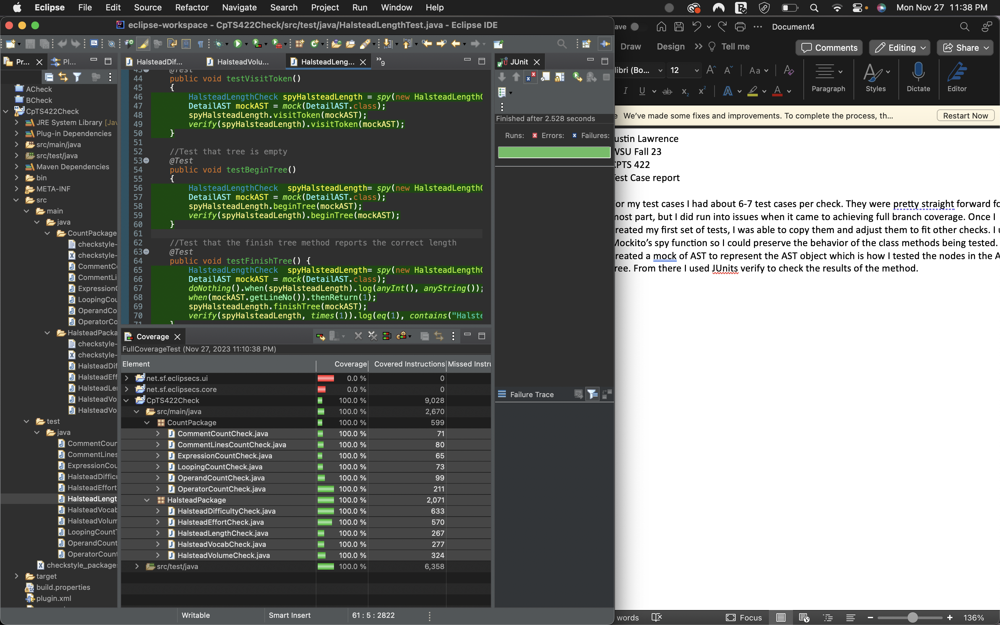 Eclipse File Edit Source Refactor Navigate Search Project Run Window Help
Mon Nov 27 11:38 PM
eclipse-workspace - CpTS422Check/src/test/java/HalsteadLengthTest.java - Eclipse IDE
Pr...
Pl...
ACheck
BCheck
CpTS422Check
JRE System Library [Jav
Plug-in Dependencies
src/main/java
src/test/java
Maven Dependencies
bin
META-INF
src
main
java
CountPackage
checkstyle-
checkstyle-
CommentCo
CommentLi
Expression
LoopingCou
OperandCo
OperatorCo
HalsteadPacka
checkstyle-
checkstyle-
HalsteadDif
HalsteadEff
HalsteadLe
HalsteadVo
HalsteadVo
test
java
CommentCour
CommentLines
ExpressionCou
HalsteadDiffic
HalsteadEffort
HalsteadLengt
HalsteadVocab
HalsteadVolum
LoopingCount
OperandCount
OperatorCount
checkstyle_packages
target
build.properties
plugin.xml
HalsteadDif...
HalsteadVolu...
HalsteadLeng...
9
@Test
44 public void testVisitToken()
45 {
46 HalsteadLengthCheck spyHalsteadLength = spy(new HalsteadLength
47 DetailAST mockAST = mock(DetailAST.class);
48 spyHalsteadLength.visitToken(mockAST);
49 verify(spyHalsteadLength).visitToken(mockAST);
50 }
51
52 //Test that tree is empty
53 @Test
54 public void testBeginTree()
55 {
56 HalsteadLengthCheck spyHalsteadLength= spy(new HalsteadLength
57 DetailAST mockAST = mock(DetailAST.class);
58 spyHalsteadLength.beginTree(mockAST);
59 verify(spyHalsteadLength).beginTree(mockAST);
60 }
61
62 //Test that the finish tree method reports the correct length
63 @Test
64 public void testFinishTree() {
65 HalsteadLengthCheck spyHalsteadLength= spy(new HalsteadLength
66 DetailAST mockAST = mock(DetailAST.class);
67 doNothing().when(spyHalsteadLength).log(anyInt(), anyString());
68 when(mockAST.getLineNo()).thenReturn(1);
69 spyHalsteadLength.finishTree(mockAST);
70 verify(spyHalsteadLength, times(1)).log(eq(1), contains("Halste
71 }
Coverage
FullCoverageTest (Nov 27, 2023 11:10:38 PM)
Element Coverage Covered Instructions Missed Instru
net.sf.eclipsecs.ui 0.0 % 0
net.sf.eclipsecs.core 0.0 % 0
CpTS422Check 100.0 % 9,028
src/main/java 100.0 % 2,670
CountPackage 100.0 % 599
CommentCountCheck.java 100.0 % 71
CommentLinesCountCheck.java 100.0 % 80
ExpressionCountCheck.java 100.0 % 65
LoopingCountCheck.java 100.0 % 73
OperandCountCheck.java 100.0 % 99
OperatorCountCheck.java 100.0 % 211
HalsteadPackage 100.0 % 2,071
HalsteadDifficultyCheck.java 100.0 % 633
HalsteadEffortCheck.java 100.0 % 570
HalsteadLengthCheck.java 100.0 % 267
HalsteadVocabCheck.java 100.0 % 277
HalsteadVolumeCheck.java 100.0 % 324
src/test/java 100.0 % 6,358
Writable Smart Insert 61 : 5 : 2822
JUnit
Finished after 2.528 seconds
Runs: Errors: Failures:
Failure Trace
ave
Document4
Draw Design Tell me
Comments Editing Share
libri (Bo... 12
Aa
Paragraph Styles Dictate Editor
e We've made some fixes and improvements. To complete the process, th... Restart Now
ustin Lawrence
WSU Fall 23
CPTS 422
Test Case report
or my test cases I had about 6-7 test cases per check. They were pretty straight forward fo
most part, but I did run into issues when it came to achieving full branch coverage. Once I
reated my first set of tests, I was able to copy them and adjust them to fit other checks. I u
Mockito's spy function so I could preserve the behavior of the class methods being tested.
reated a mock of AST to represent the AST object which is how I tested the nodes in the A
ree. From there I used JUnits verify to check the results of the method.
words
Focus
136%